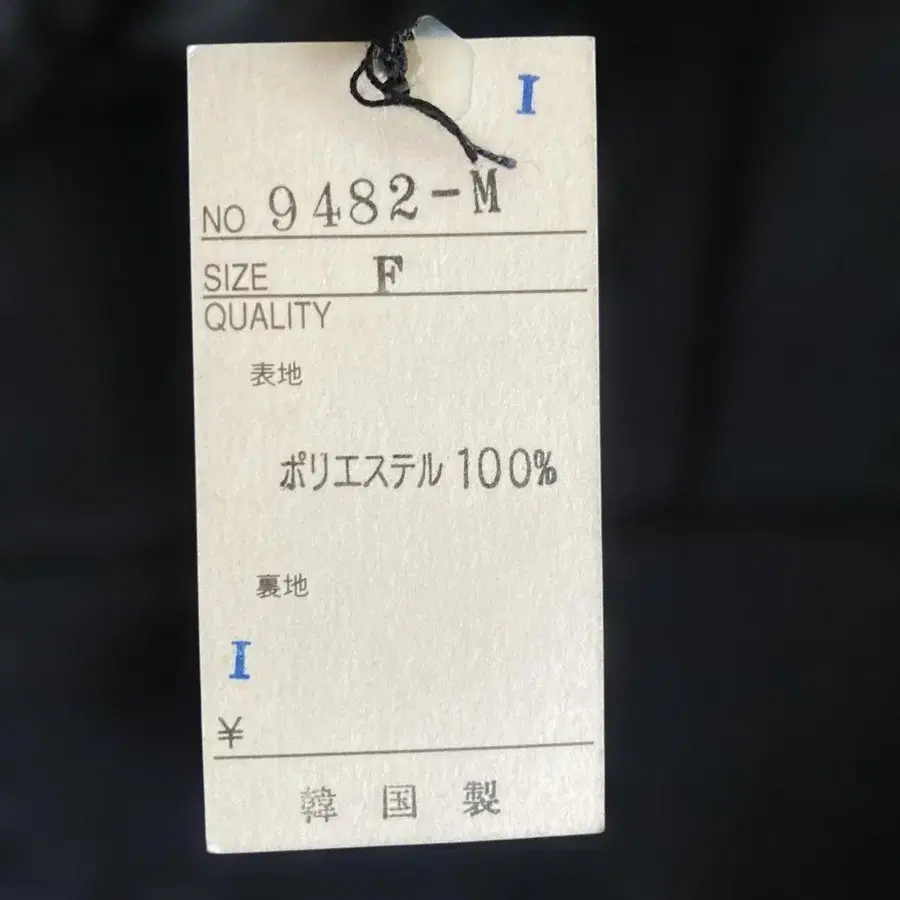 I
NO 9482-M
SIZE F
QUALITY
表地
ポリエステル 100%
裏地
I
¥
韓国製